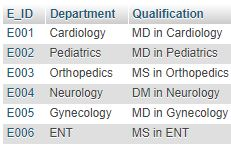 E_ID Department Qualification
E001 Cardiology MD in Cardiology
E002 Pediatrics MD in Pediatrics
E003 Orthopedics MS in Orthopedics
E004 Neurology DM in Neurology
E005 Gynecology MD in Gynecology
E006 ENT MS in ENT